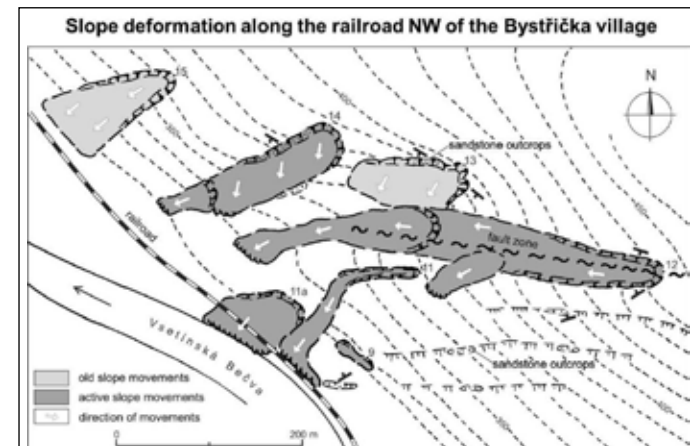 Slope deformation along the railroad NW of the Bystřička village
N
15
14
sandstone outcrops
13
railroad
fault zone
12
11
11a
9
Vsetínská Bečva
sandstone outcrops
old slope movements
active slope movements
direction of movements
0 200 m